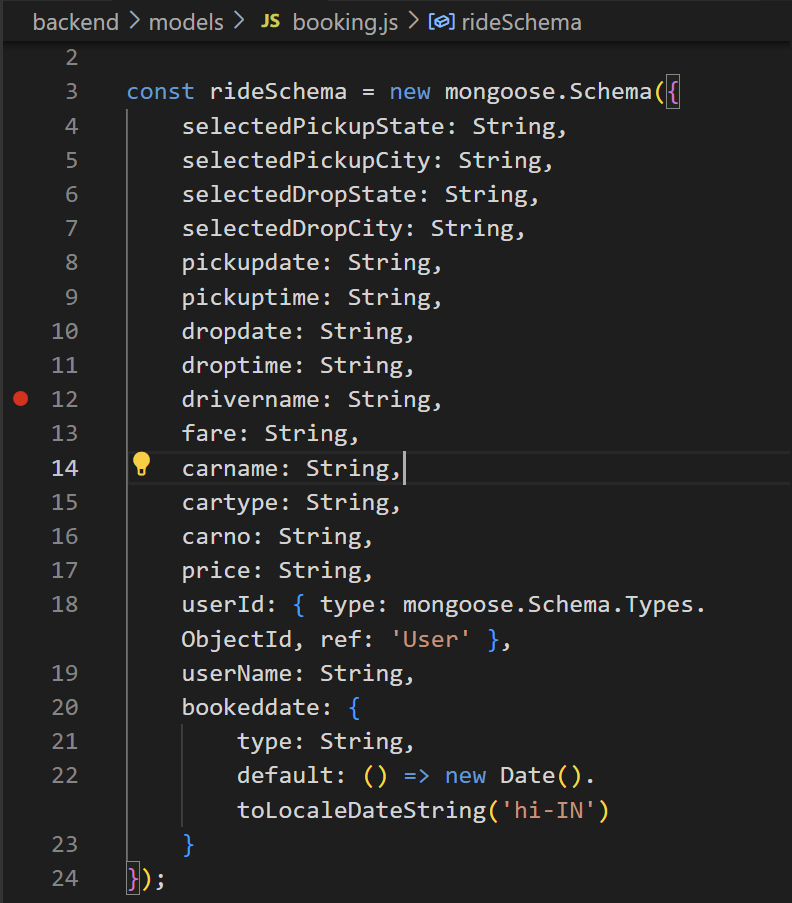 backend > models > JS booking.js > rideSchema
2
3 const rideSchema = new mongoose.Schema({
4 selectedPickupState: String,
5 selectedPickupCity: String,
6 selectedDropState: String,
7 selectedDropCity: String,
8 pickupdate: String,
9 pickuptime: String,
10 dropdate: String,
11 droptime: String,
12 drivername: String,
13 fare: String,
14 carname: String,
15 cartype: String,
16 carno: String,
17 price: String,
18 userId: { type: mongoose.Schema.Types.
ObjectId, ref: 'User' },
19 userName: String,
20 bookeddate: {
21 type: String,
22 default: () => new Date().
toLocaleDateString('hi-IN')
23 }
24 });